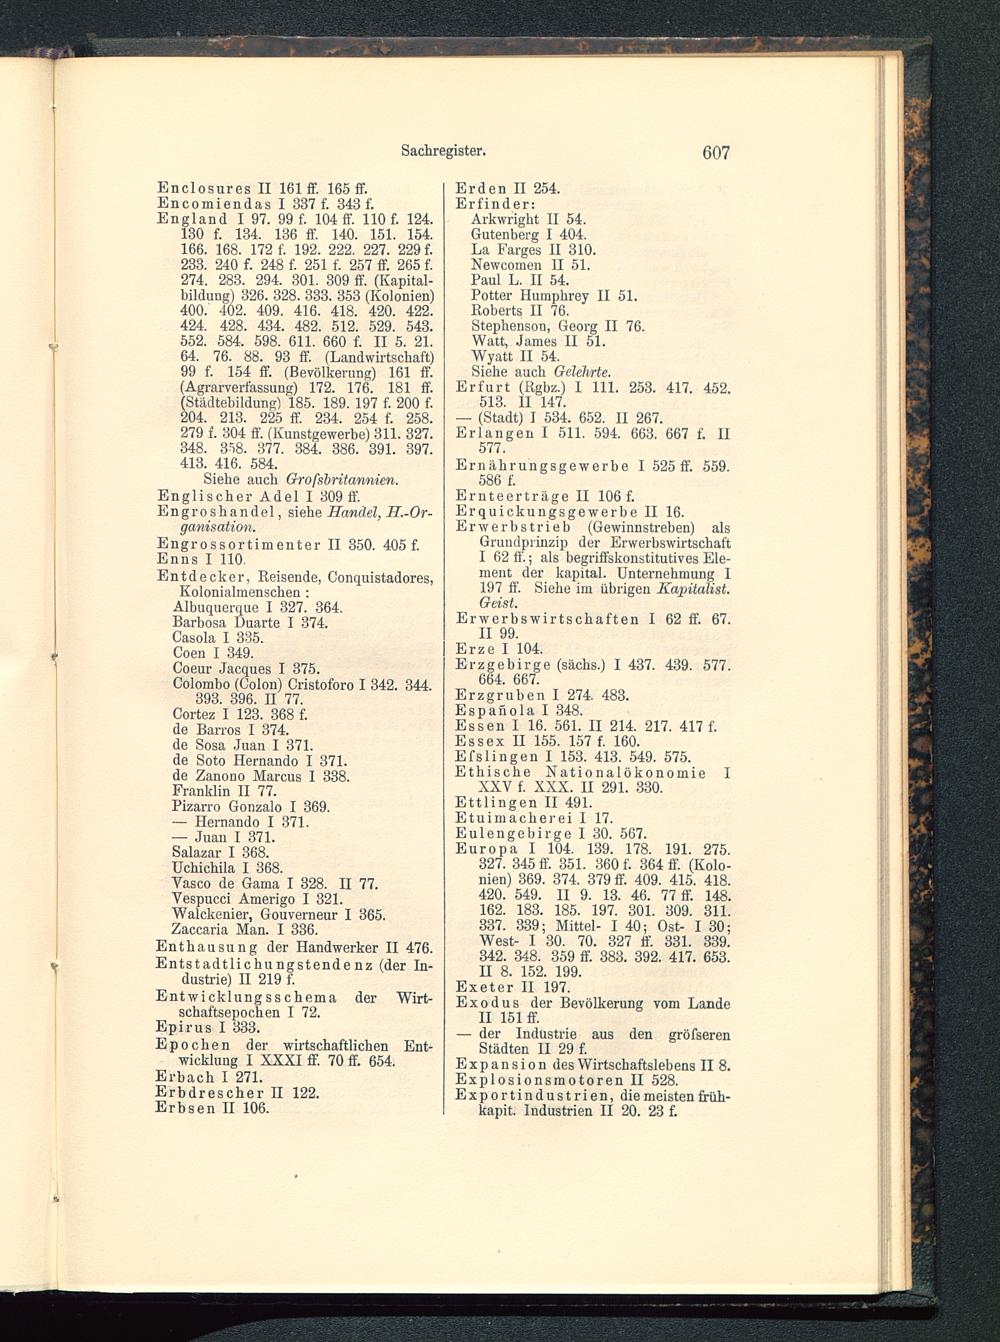 Sachregister.
607
Enclosures II 161 ff. 165 ff.
Encomiendas I 337 f. 343 f.
England I 97. 99 f. 104 ff. 110 f. 124.
130 f. 134. 136 ff. 140. 151. 154.
166. 168. 172 f. 192. 222. 227. 229 f.
233. 240 f. 248 f. 251 f. 257 ff. 265 f.
274. 283. 294. 301. 309 ff. (Kapital-
bildung) 326. 328. 333. 353 (Kolonien)
400. 402. 409. 416. 418. 420. 422.
424. 428. 434. 482. 512. 529. 543.
552. 584. 598. 611. 660 f. II 5. 21.
64. 76. 88. 93 ff. (Landwirtschaft)
99 f. 154 ff. (Bevölkerung) 161 ff.
(Agrarverfassung) 172. 176. 181 ff.
(Städtebildung) 185. 189. 197 f. 200 f.
204. 213. 225 ff. 234. 254 f. 258.
279 f. 304 ff. (Kunstgewerbe) 311. 327.
348. 358. 377. 384. 386. 391. 397.
413. 416. 584.
Siehe auch Grofsbritannien.
Englischer Adel I 309 ff.
Engroshandel, siehe Handel, H.-Or-
ganisation.
Engrossortimenter II 350. 405 f.
Enns I 110.
Entdecker, Reisende, Conquistadores,
Kolonialmenschen :
Albuquerque I 327. 364.
Barbosa Duarte I 374.
Casola I 335.
Coen I 349.
Coeur Jacques I 375.
Colombo (Colon) Cristoforo I 342. 344.
393. 396. II 77.
Cortez I 123. 368 f.
de Barros I 374.
de Sosa Juan I 371.
de Soto Hernando I 371.
de Zanono Marcus I 338.
Franklin II 77.
Pizarro Gonzalo I 369.
— Hernando I 371.
— Juan I 371.
Salazar I 368.
Uchichila I 368.
Vasco de Gama I 328. II 77.
Vespucci Amerigo I 321.
Walckenier, Gouverneur I 365.
Zaccaria Man. I 336.
Enthausung der Handwerker II 476.
Entstadtlichungstendenz (der In-
dustrie) II 219 f.
Entwicklungsschema der Wirt-
schaftsepochen I 72.
Epirus I 333.
Epochen der wirtschaftlichen Ent-
wicklung I XXXI ff. 70 ff. 654.
Erbach I 271.
Erbdrescher II 122.
Erbsen II 106.
Erden II 254.
Erfinder:
Arkwright II 54.
Gutenberg I 404.
La Farges II 310.
Newcomen II 51.
Paul L. II 54.
Potter Humphrey II 51.
Roberts II 76.
Stephenson, Georg II 76.
Watt, James II 51.
Wyatt II 54.
Siehe auch Gelehrte.
Erfurt (Rgbz.) I 111. 253. 417. 452.
513. II 147.
— (Stadt) I 534. 652. II 267.
Erlangen I 511. 594. 663. 667 f. II
577.
Ernährungsgewerbe I 525 ff. 559.
586 f.
Ernteerträge II 106 f.
Erquickungsgewerbe II 16.
Erwerbstrieb (Gewinnstreben) als
Grundprinzip der Erwerbswirtschaft
I 62 ff.; als begriffskonstitutives Ele-
ment der kapital. Unternehmung I
197 ff. Siehe im übrigen Kapitalist.
Geist.
Erwerbswirtschaften I 62 ff. 67.
II 99.
Erze I 104.
Erzgebirge (sächs.) I 437. 439. 577.
664. 667.
Erzgruben I 274. 483.
Española I 348.
Essen I 16. 561. II 214. 217. 417 f.
Essex II 155. 157 f. 160.
Efslingen I 153. 413. 549. 575.
Ethische Nationalökonomie I
XXV f. XXX. II 291. 330.
Ettlingen II 491.
Etuimacherei I 17.
Eulengebirge I 30. 567.
Europa I 104. 139. 178. 191. 275.
327. 345 ff. 351. 360 f. 364 ff. (Kolo-
nien) 369. 374. 379 ff. 409. 415. 418.
420. 549. II 9. 13. 46. 77 ff. 148.
162. 183. 185. 197. 301. 309. 311.
337. 339; Mittel- I 40; Ost- I 30;
West- I 30. 70. 327 ff. 331. 339.
342. 348. 359 ff. 383. 392. 417. 653.
II 8. 152. 199.
Exeter II 197.
Exodus der Bevölkerung vom Lande
II 151 ff.
— der Industrie aus den gröfseren
Städten II 29 f.
Expansion des Wirtschaftslebens II 8.
Explosionsmotoren II 528.
Exportindustrien, die meisten früh-
kapit. Industrien II 20. 23 f.